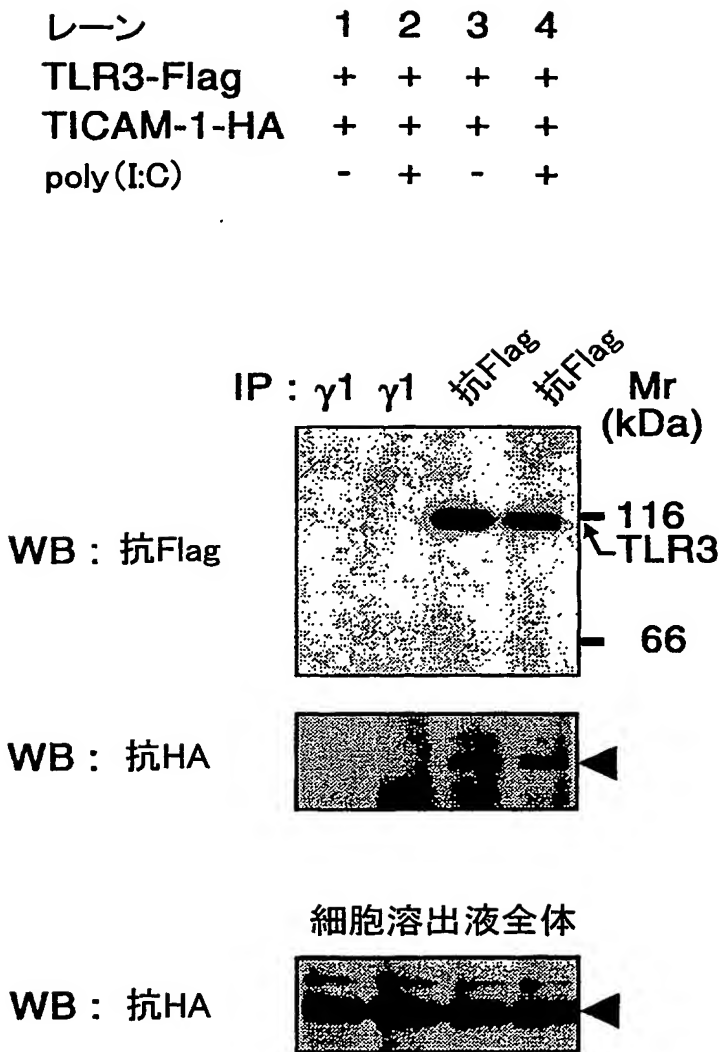 レーン 1 2 3 4
TLR3-Flag + + + +
TICAM-1-HA + + + +
poly(I:C) - + - +
IP : γ1 γ1 抗Flag 抗Flag Mr
(kDa)
116
WB : 抗Flag TLR3
66
WB : 抗HA
細胞溶出液全体
WB : 抗HA